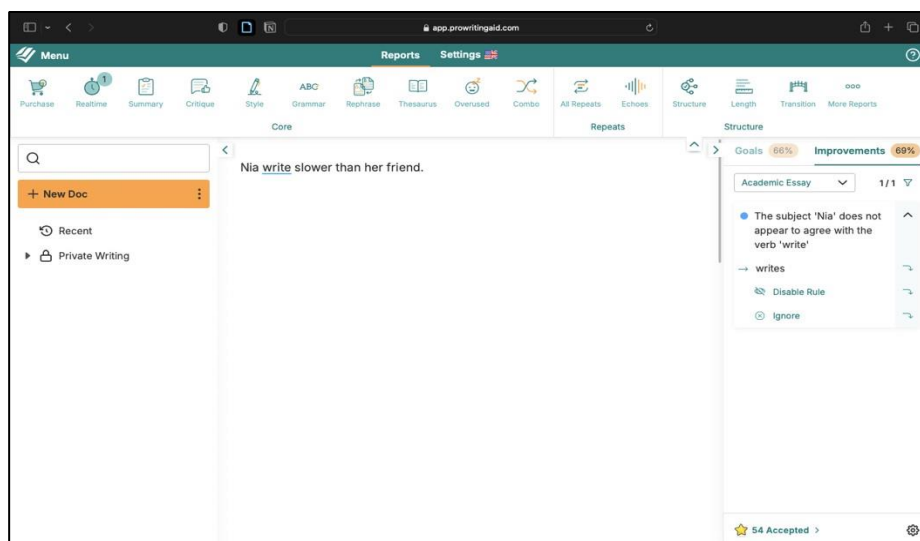 app.prowritingaid.com
Menu
Reports Settings
1
Purchase Realtime Summary Critique Style Grammar Rephrase Thesaurus Overused Combo All Repeats Echoes Structure Length Transition More Reports
ABC
Core Repeats Structure
+ New Doc
Recent
Private Writing
Nia write slower than her friend.
Goals 66% Improvements 69%
Academic Essay 1/1
The subject 'Nia' does not
appear to agree with the
verb 'write'
→ writes
Disable Rule
Ignore
54 Accepted >